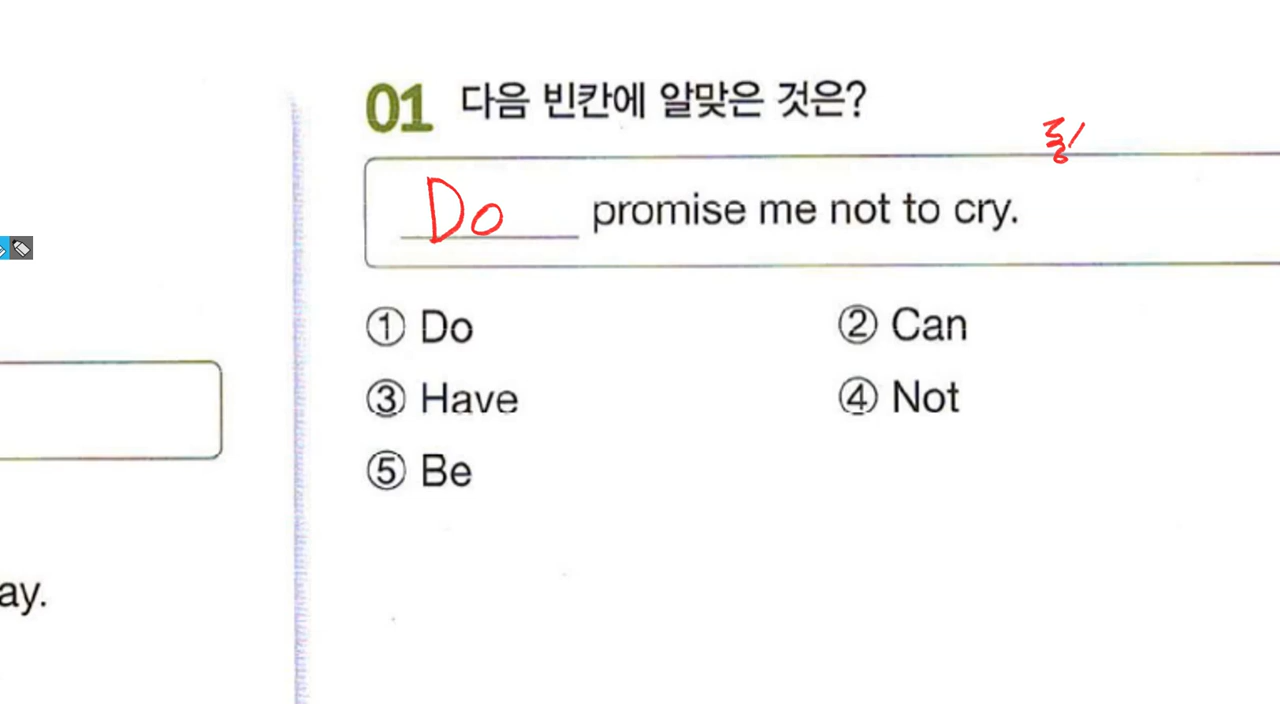 01 다음 빈칸에 알맞은 것은?
Do promise me not to cry.
① Do
② Can
③ Have
④ Not
⑤ Be
ay.